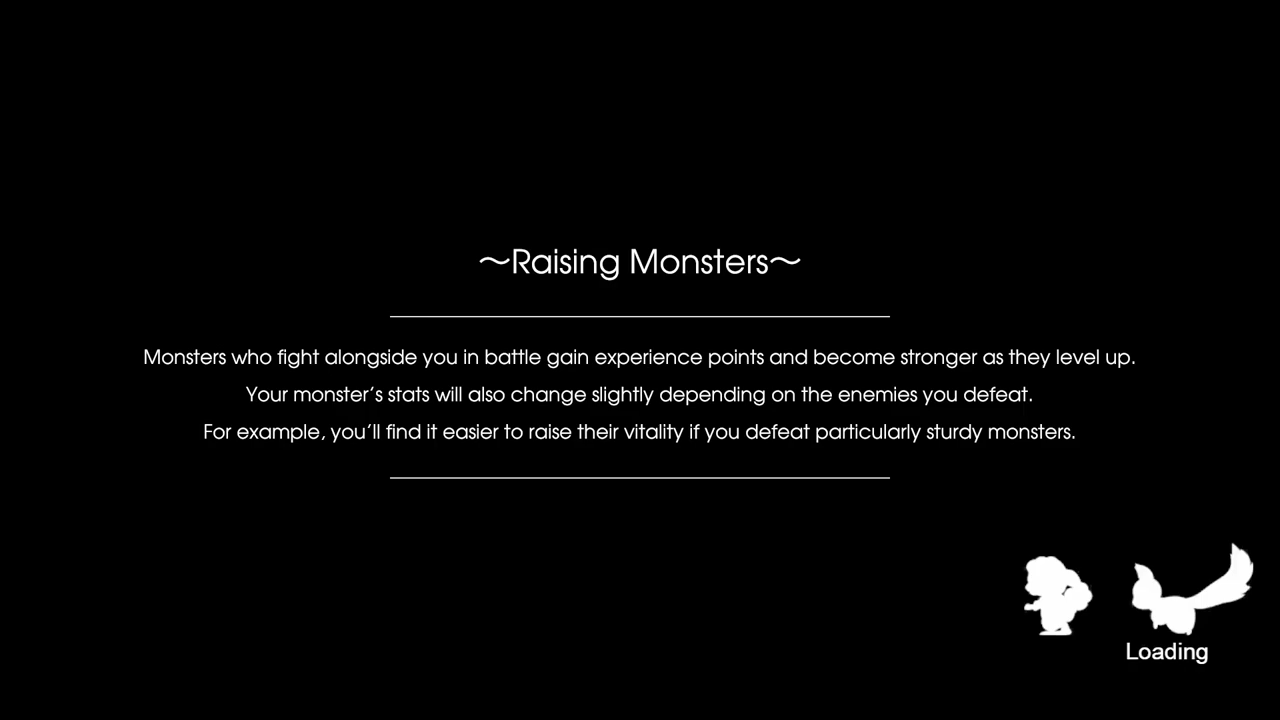 ～Raising Monsters～
Monsters who fight alongside you in battle gain experience points and become stronger as they level up.
Your monster’s stats will also change slightly depending on the enemies you defeat.
For example, you’ll find it easier to raise their vitality if you defeat particularly sturdy monsters.
Loading